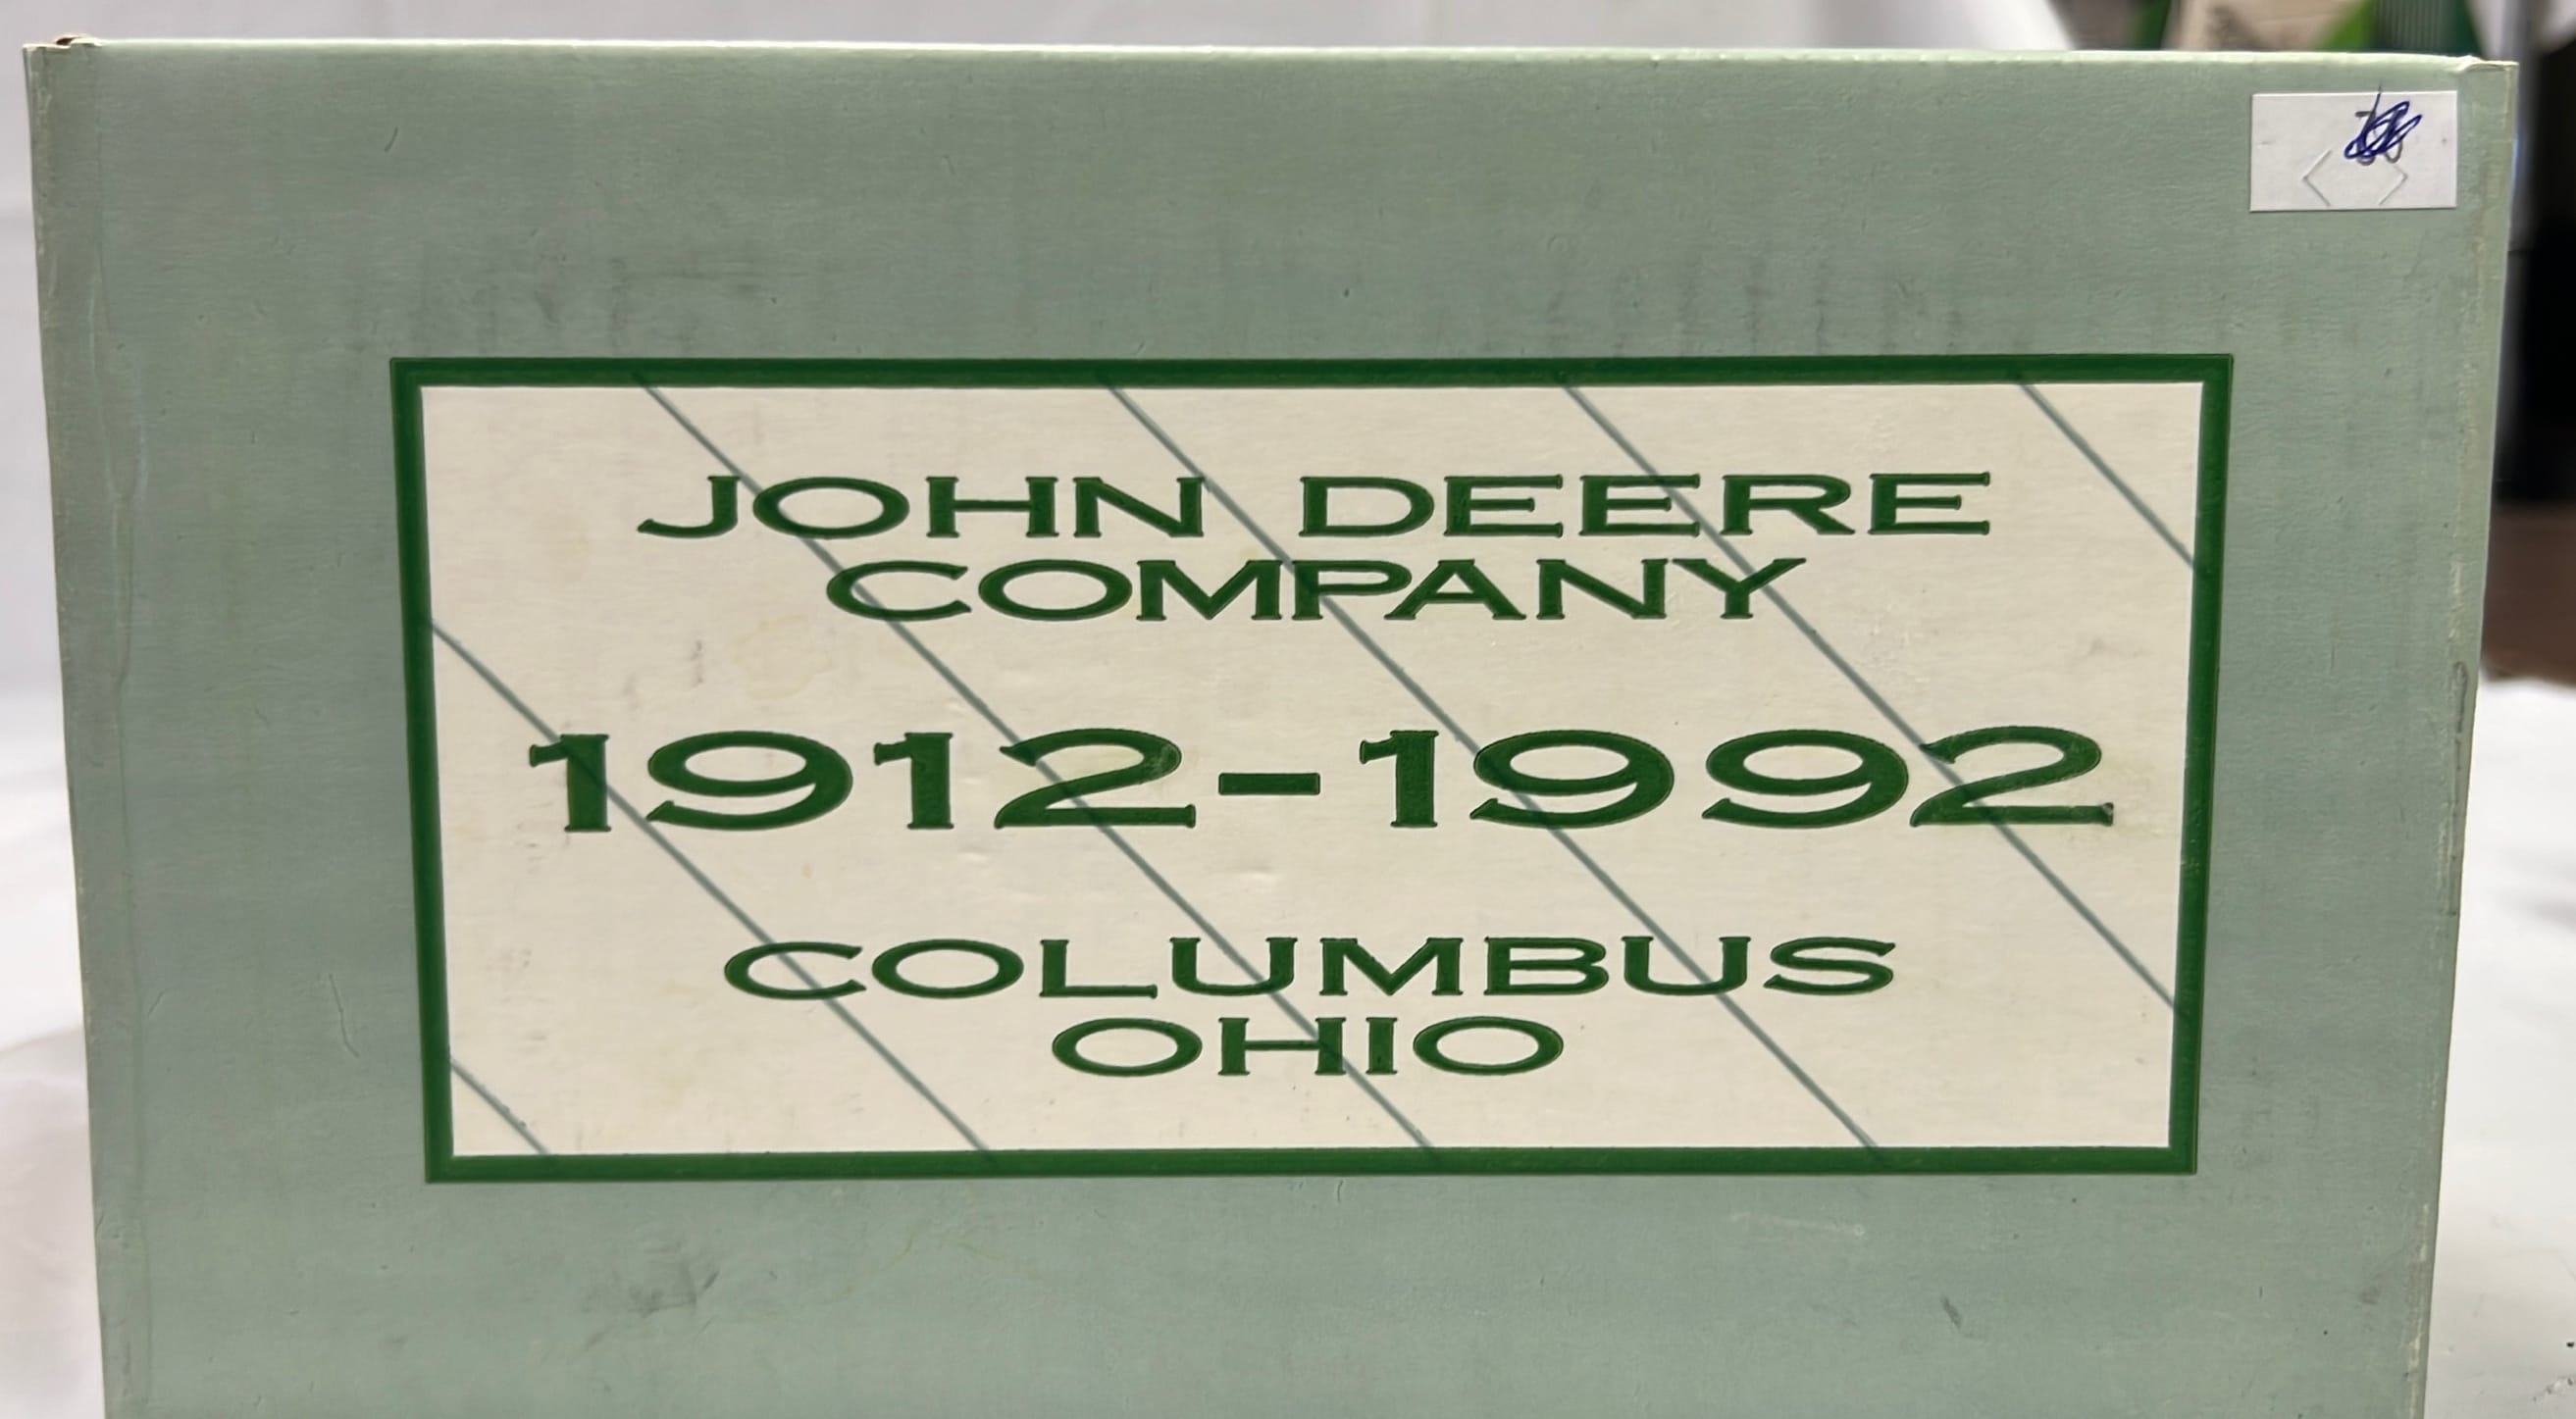 JOHN DEERE
COMPANY
1912-1992
COLUMBUS
OHIO